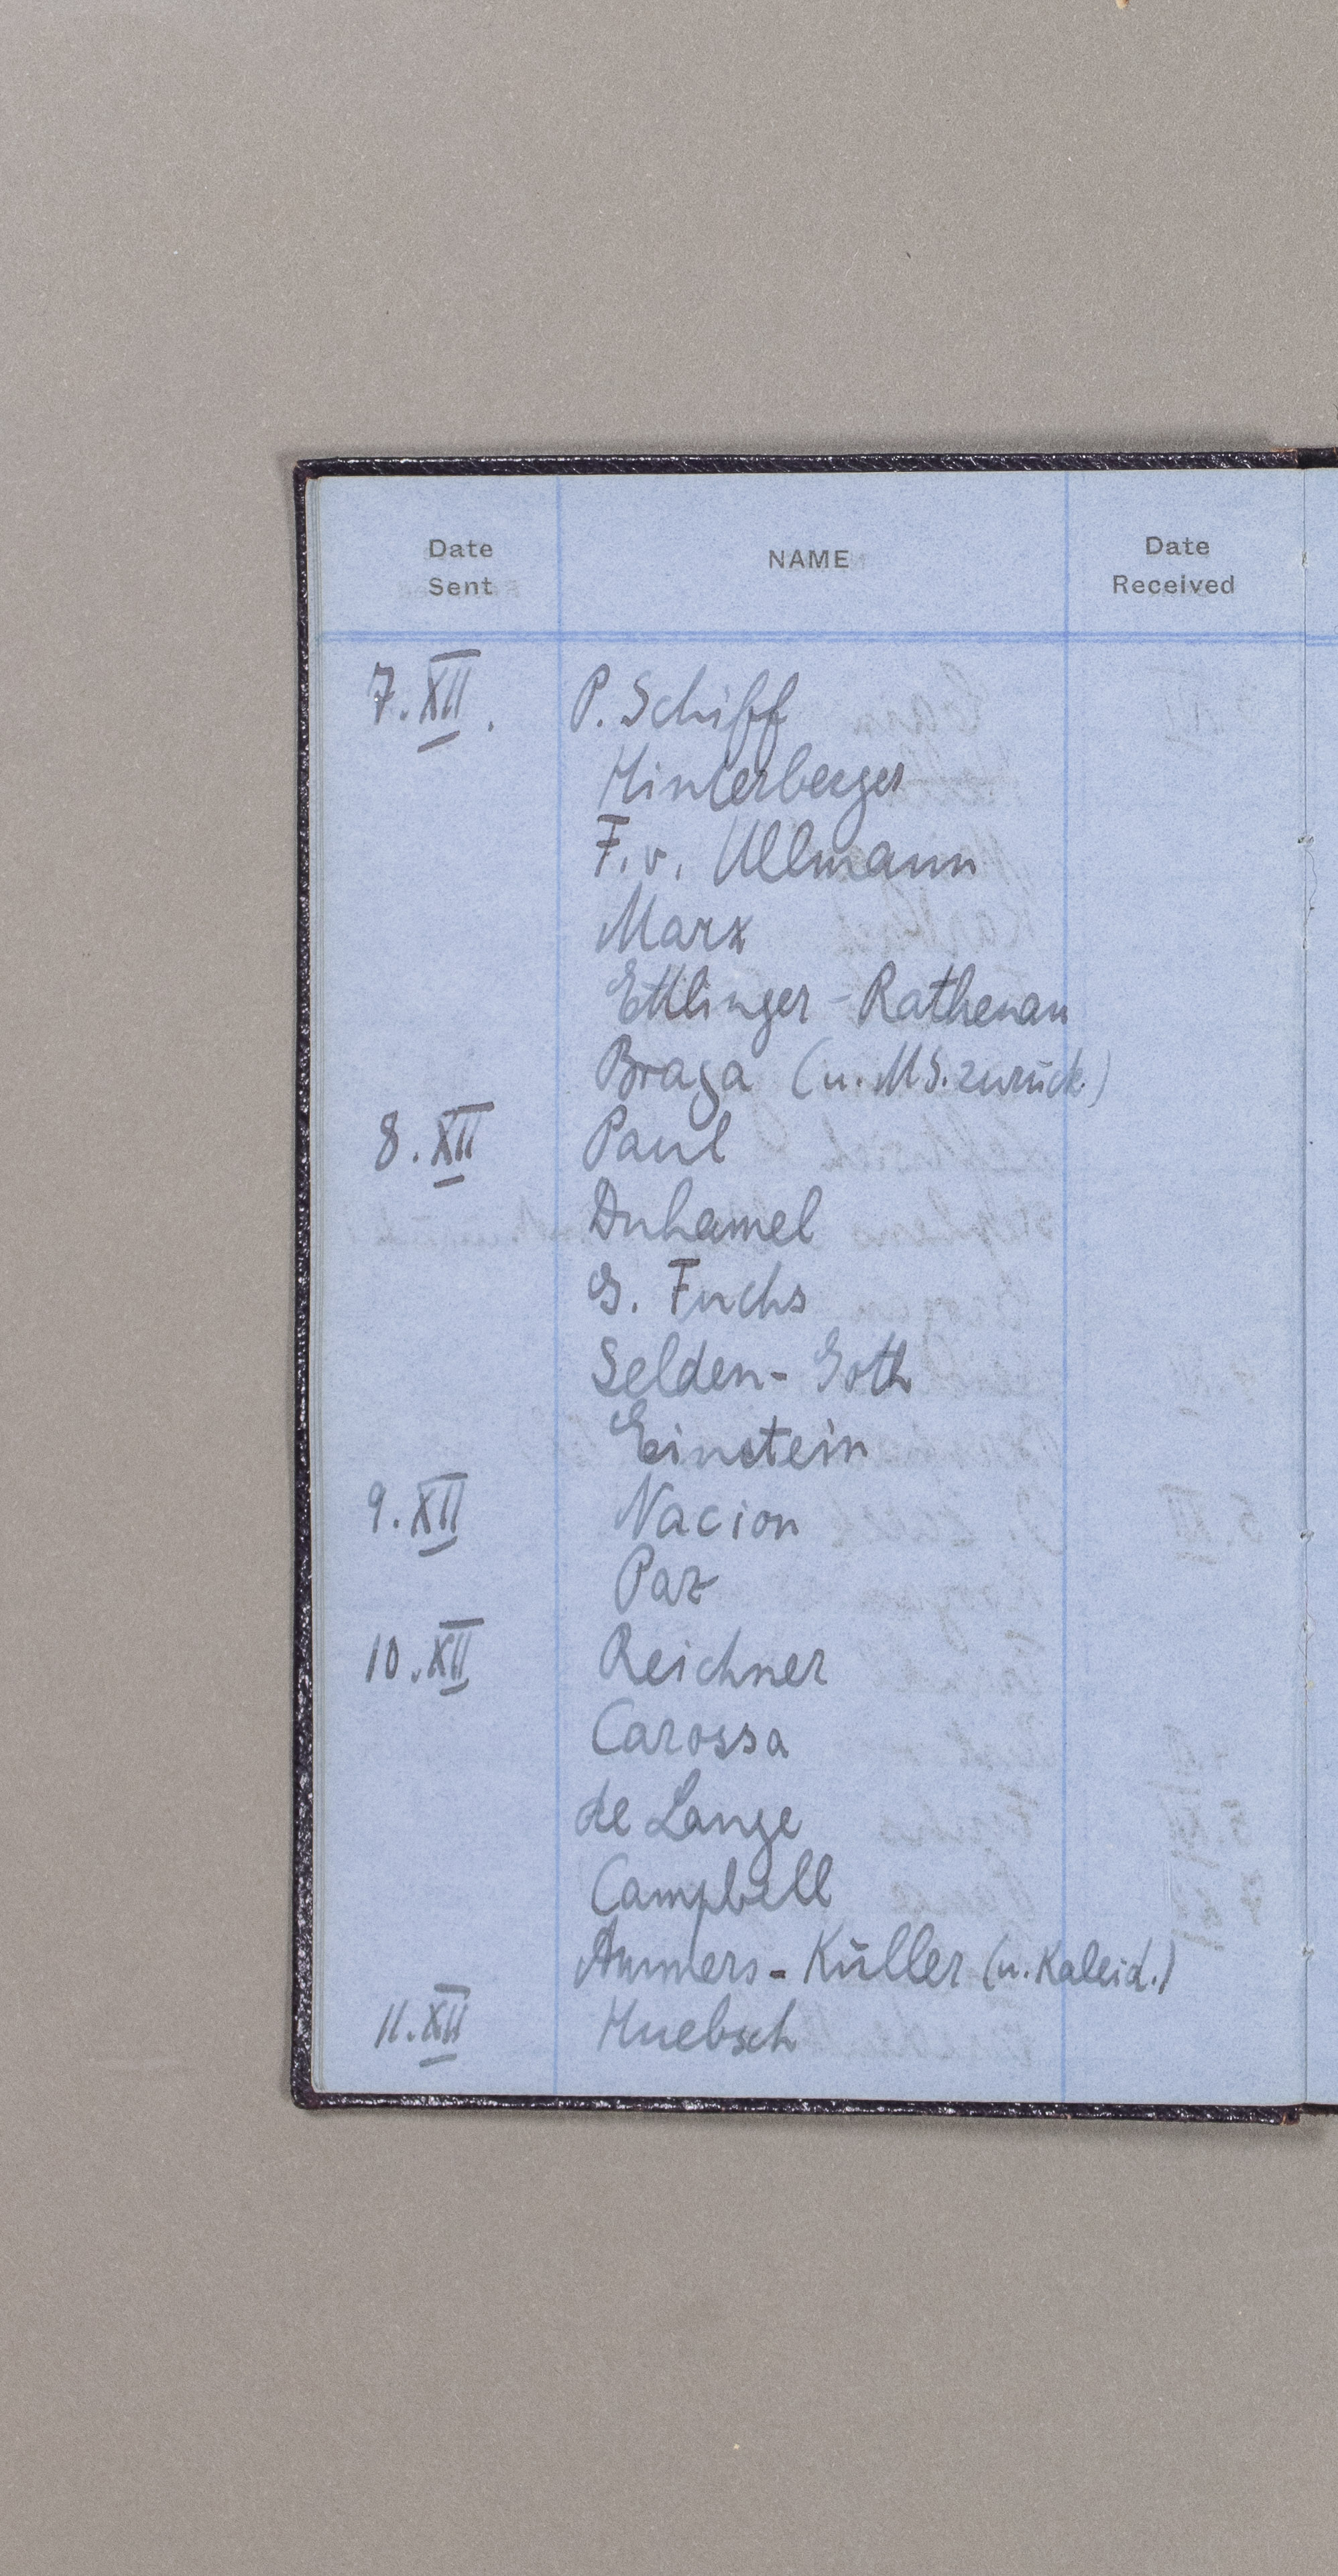 Date Sent NAME Date Received
7. XII. P. Schiff
Hinterberger
F. v. Ullmann
Marx
Ettlinger - Rathenau
Braga (u. MS. zurück.)
8. XII Paul
Duhamel
G. Fuchs
Selden - Goth
Einstein
9. XII Nacion
Paz
10. XII Reichner
Carossa
de Lange
Campbell
Ammers - Küller (u. Kaleid.)
11. XII Huebsch